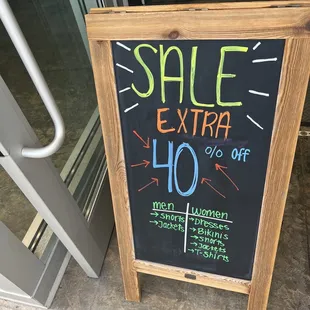 SALE
EXTRA
40 % off
men
→ shorts
→ Jackets
Women
→ Dresses
→ Bikinis
→ shorts
→ Jackets
→ T-Shirts